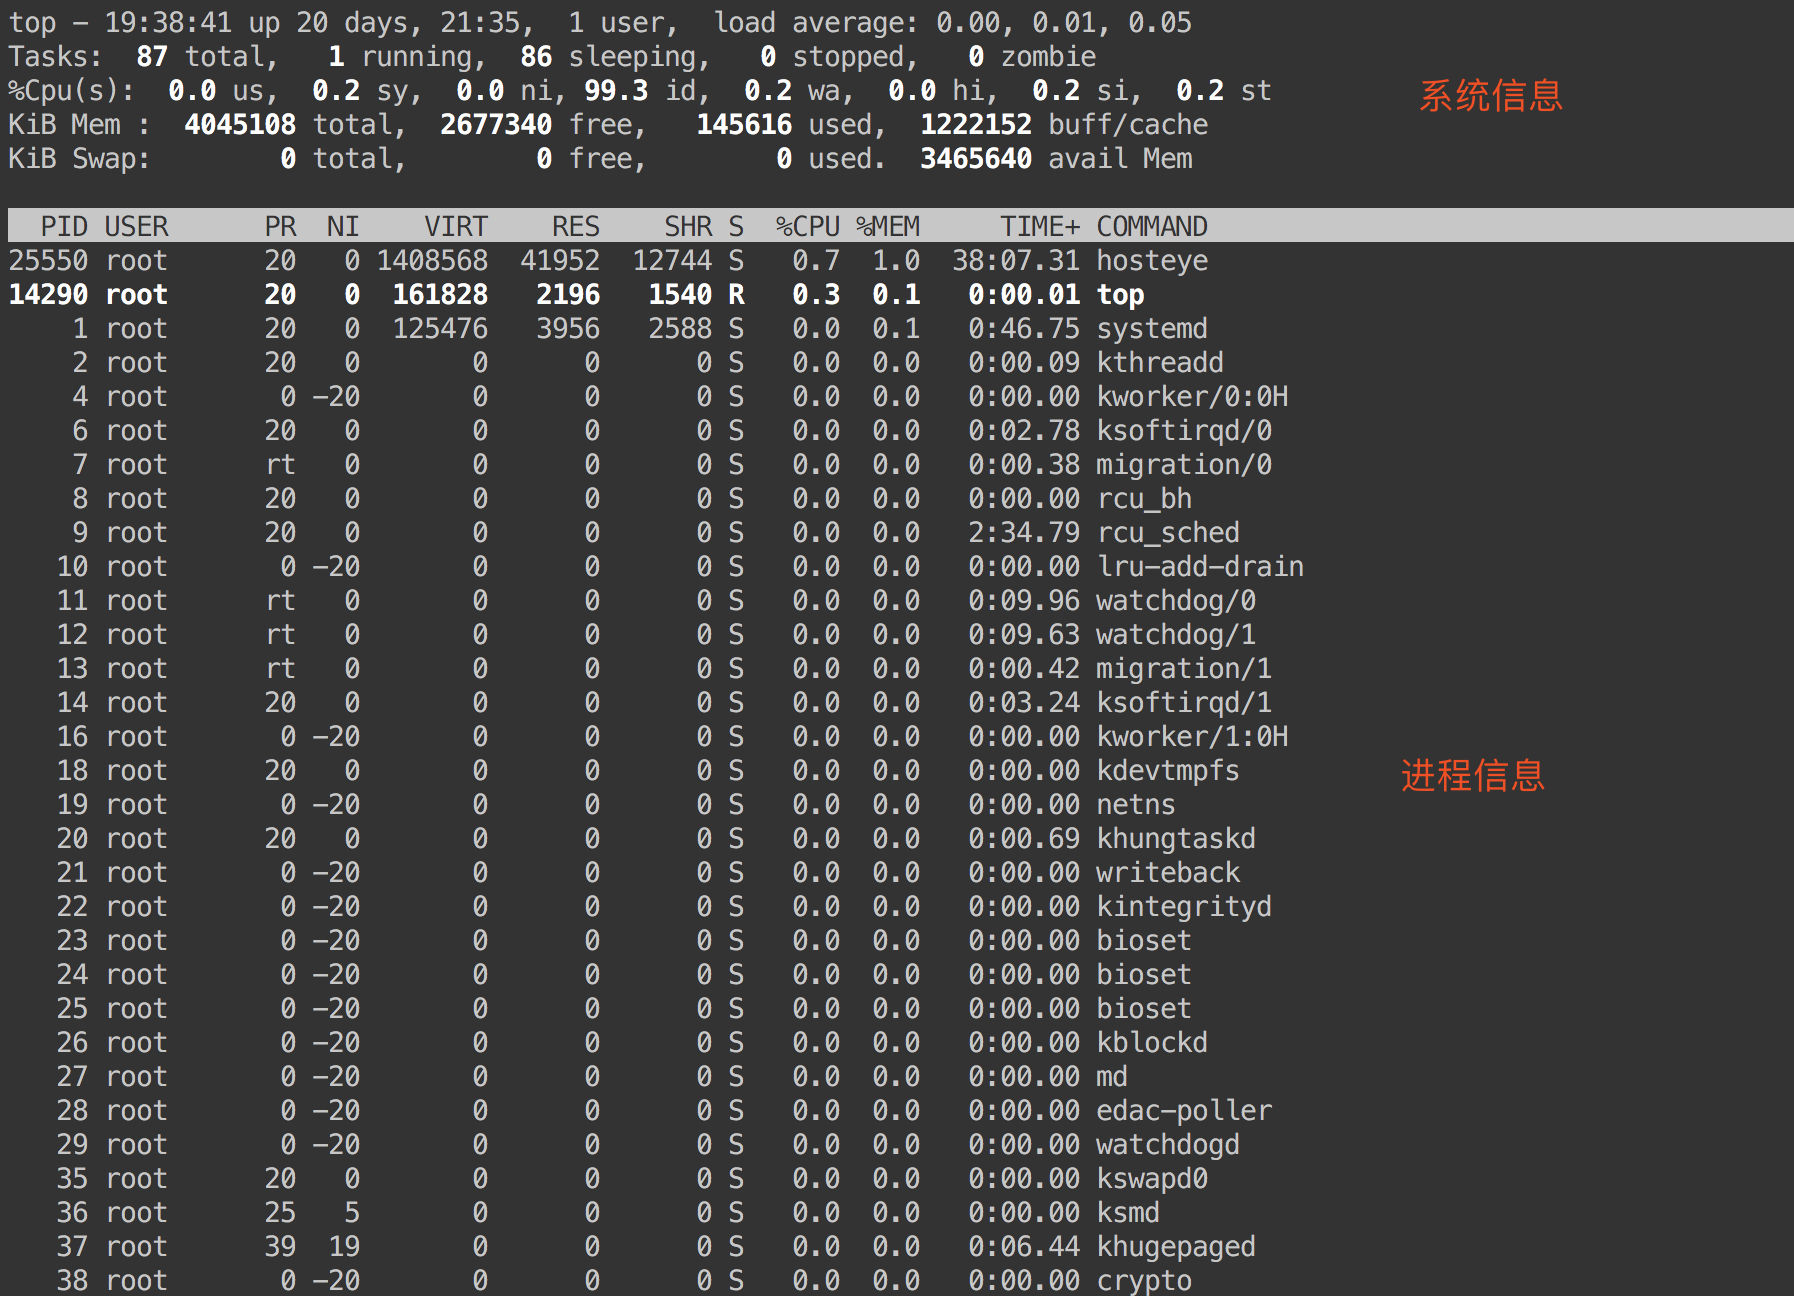 top - 19:38:41 up 20 days, 21:35,  1 user,  load average: 0.00, 0.01, 0.05
Tasks:  87 total,   1 running,  86 sleeping,   0 stopped,   0 zombie
%Cpu(s):  0.0 us,  0.2 sy,  0.0 ni, 99.3 id,  0.2 wa,  0.0 hi,  0.2 si,  0.2 st
系统信息
KiB Mem :  4045108 total,  2677340 free,   145616 used,  1222152 buff/cache
KiB Swap:        0 total,        0 free,        0 used.  3465640 avail Mem
PID USER PR NI VIRT RES SHR S %CPU %MEM TIME+ COMMAND
25550 root 20 0 1408568 41952 12744 S 0.7 1.0 38:07.31 hosteye
14290 root 20 0 161828 2196 1540 R 0.3 0.1 0:00.01 top
1 root 20 0 125476 3956 2588 S 0.0 0.1 0:46.75 systemd
2 root 20 0 0 0 0 S 0.0 0.0 0:00.09 kthreadd
4 root 0 -20 0 0 0 S 0.0 0.0 0:00.00 kworker/0:0H
6 root 20 0 0 0 0 S 0.0 0.0 0:02.78 ksoftirqd/0
7 root rt 0 0 0 0 S 0.0 0.0 0:00.38 migration/0
8 root 20 0 0 0 0 S 0.0 0.0 0:00.00 rcu_bh
9 root 20 0 0 0 0 S 0.0 0.0 2:34.79 rcu_sched
10 root 0 -20 0 0 0 S 0.0 0.0 0:00.00 lru-add-drain
11 root rt 0 0 0 0 S 0.0 0.0 0:09.96 watchdog/0
12 root rt 0 0 0 0 S 0.0 0.0 0:09.63 watchdog/1
13 root rt 0 0 0 0 S 0.0 0.0 0:00.42 migration/1
14 root 20 0 0 0 0 S 0.0 0.0 0:03.24 ksoftirqd/1
16 root 0 -20 0 0 0 S 0.0 0.0 0:00.00 kworker/1:0H
18 root 20 0 0 0 0 S 0.0 0.0 0:00.00 kdevtmpfs
进程信息
19 root 0 -20 0 0 0 S 0.0 0.0 0:00.00 netns
20 root 20 0 0 0 0 S 0.0 0.0 0:00.69 khungtaskd
21 root 0 -20 0 0 0 S 0.0 0.0 0:00.00 writeback
22 root 0 -20 0 0 0 S 0.0 0.0 0:00.00 kintegrityd
23 root 0 -20 0 0 0 S 0.0 0.0 0:00.00 bioset
24 root 0 -20 0 0 0 S 0.0 0.0 0:00.00 bioset
25 root 0 -20 0 0 0 S 0.0 0.0 0:00.00 bioset
26 root 0 -20 0 0 0 S 0.0 0.0 0:00.00 kblockd
27 root 0 -20 0 0 0 S 0.0 0.0 0:00.00 md
28 root 0 -20 0 0 0 S 0.0 0.0 0:00.00 edac-poller
29 root 0 -20 0 0 0 S 0.0 0.0 0:00.00 watchdogd
35 root 20 0 0 0 0 S 0.0 0.0 0:00.00 kswapd0
36 root 25 5 0 0 0 S 0.0 0.0 0:00.00 ksmd
37 root 39 19 0 0 0 S 0.0 0.0 0:06.44 khugepaged
38 root 0 -20 0 0 0 S 0.0 0.0 0:00.00 crypto